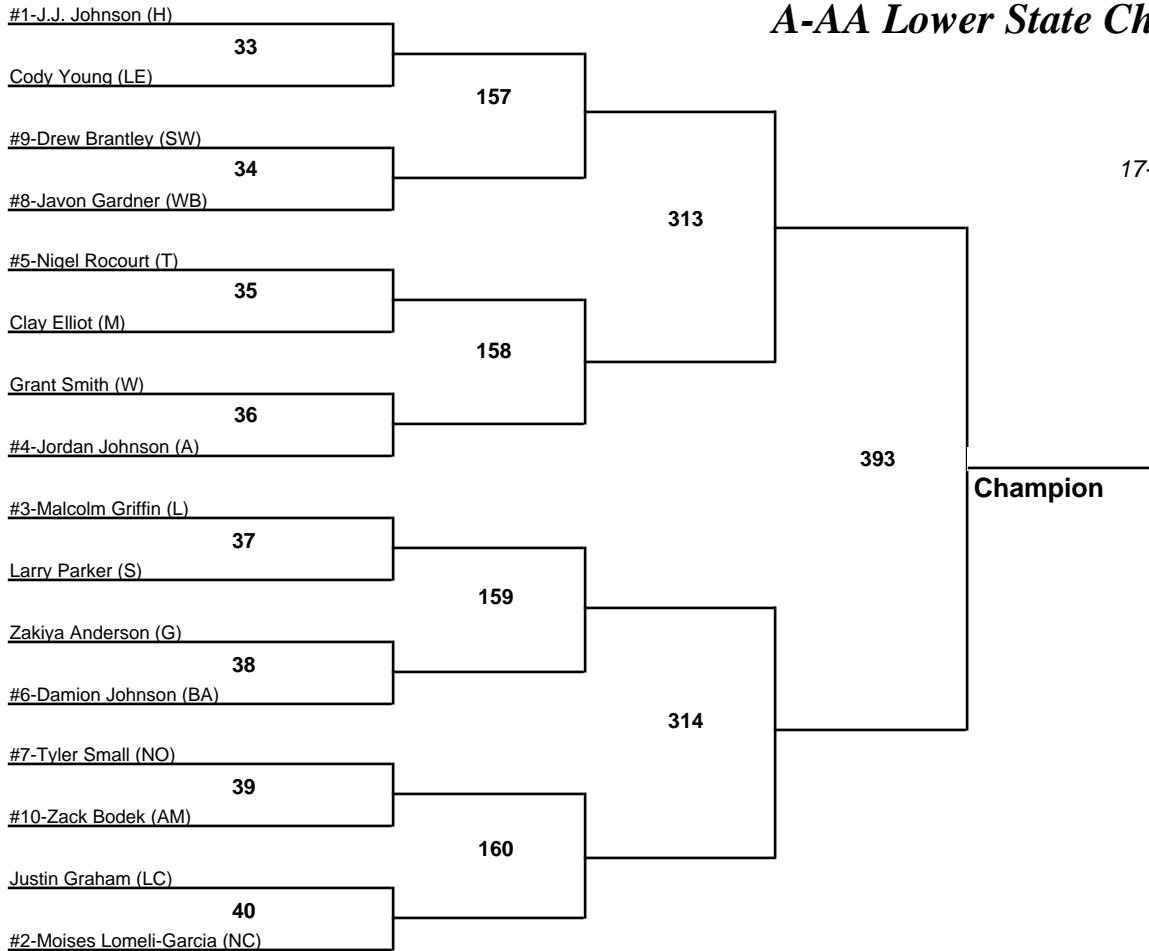 #1-J.J. Johnson (H)
A-AA Lower State Ch
33
Cody Young (LE)
157
#9-Drew Brantley (SW)
34
17-
#8-Javon Gardner (WB)
313
#5-Nigel Rocourt (T)
35
Clay Elliot (M)
158
Grant Smith (W)
36
#4-Jordan Johnson (A)
393
Champion
#3-Malcolm Griffin (L)
37
Larry Parker (S)
159
Zakiya Anderson (G)
38
#6-Damion Johnson (BA)
314
#7-Tyler Small (NO)
39
#10-Zack Bodek (AM)
160
Justin Graham (LC)
40
#2-Moises Lomeli-Garcia (NC)